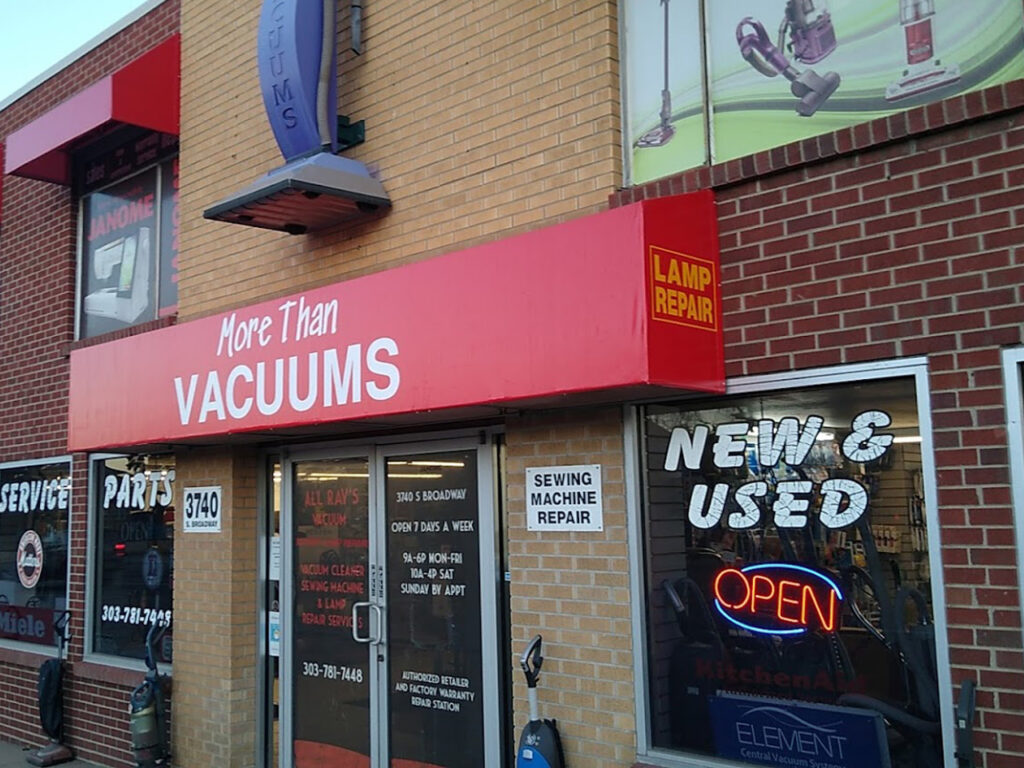 CUUMS
JANOME
LAMP
REPAIR
More Than
VACUUMS
NEW &
USED
SERVICE
PARTS
3740
S. BROADWAY
SEWING
MACHINE
REPAIR
ALL RAY'S
VACUUM
VACUUM CLEANER
SEWING MACHINE
& LAMP
REPAIR SERVICES
303-781-7448
3740 S BROADWAY
OPEN 7 DAYS A WEEK
9A-6P MON-FRI
10A-4P SAT
SUNDAY BY APPT
AUTHORIZED RETAILER
AND FACTORY WARRANTY
REPAIR STATION
OPEN
303-781-7448
Miele
KitchenAid
ELEMENT
Central Vacuum Systems